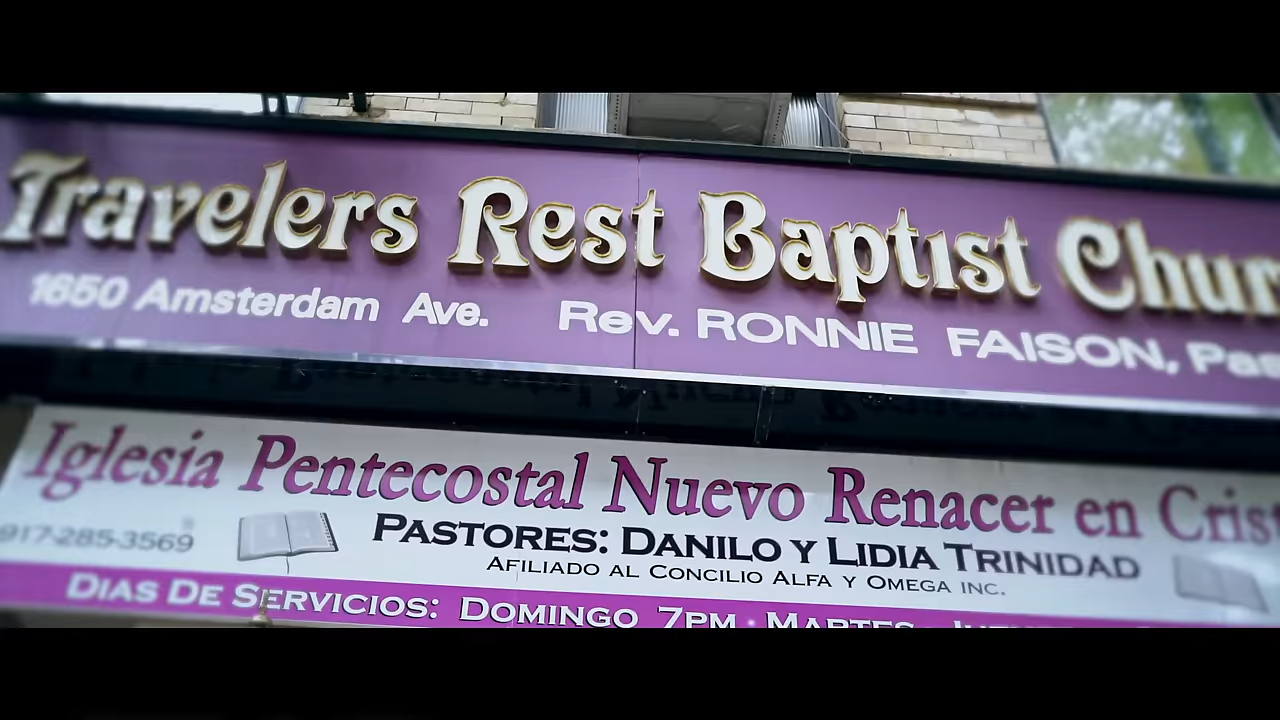 Travelers Rest Baptist Chur
1650 Amsterdam Ave. Rev. RONNIE FAISON, Pas
Iglesia Pentecostal Nuevo Renacer en Crist
917-285-3569
PASTORES: DANILO Y LIDIA TRINIDAD
AFILIADO AL CONCILIO ALFA Y OMEGA INC.
DIAS DE SERVICIOS: DOMINGO 7PM · MARTES